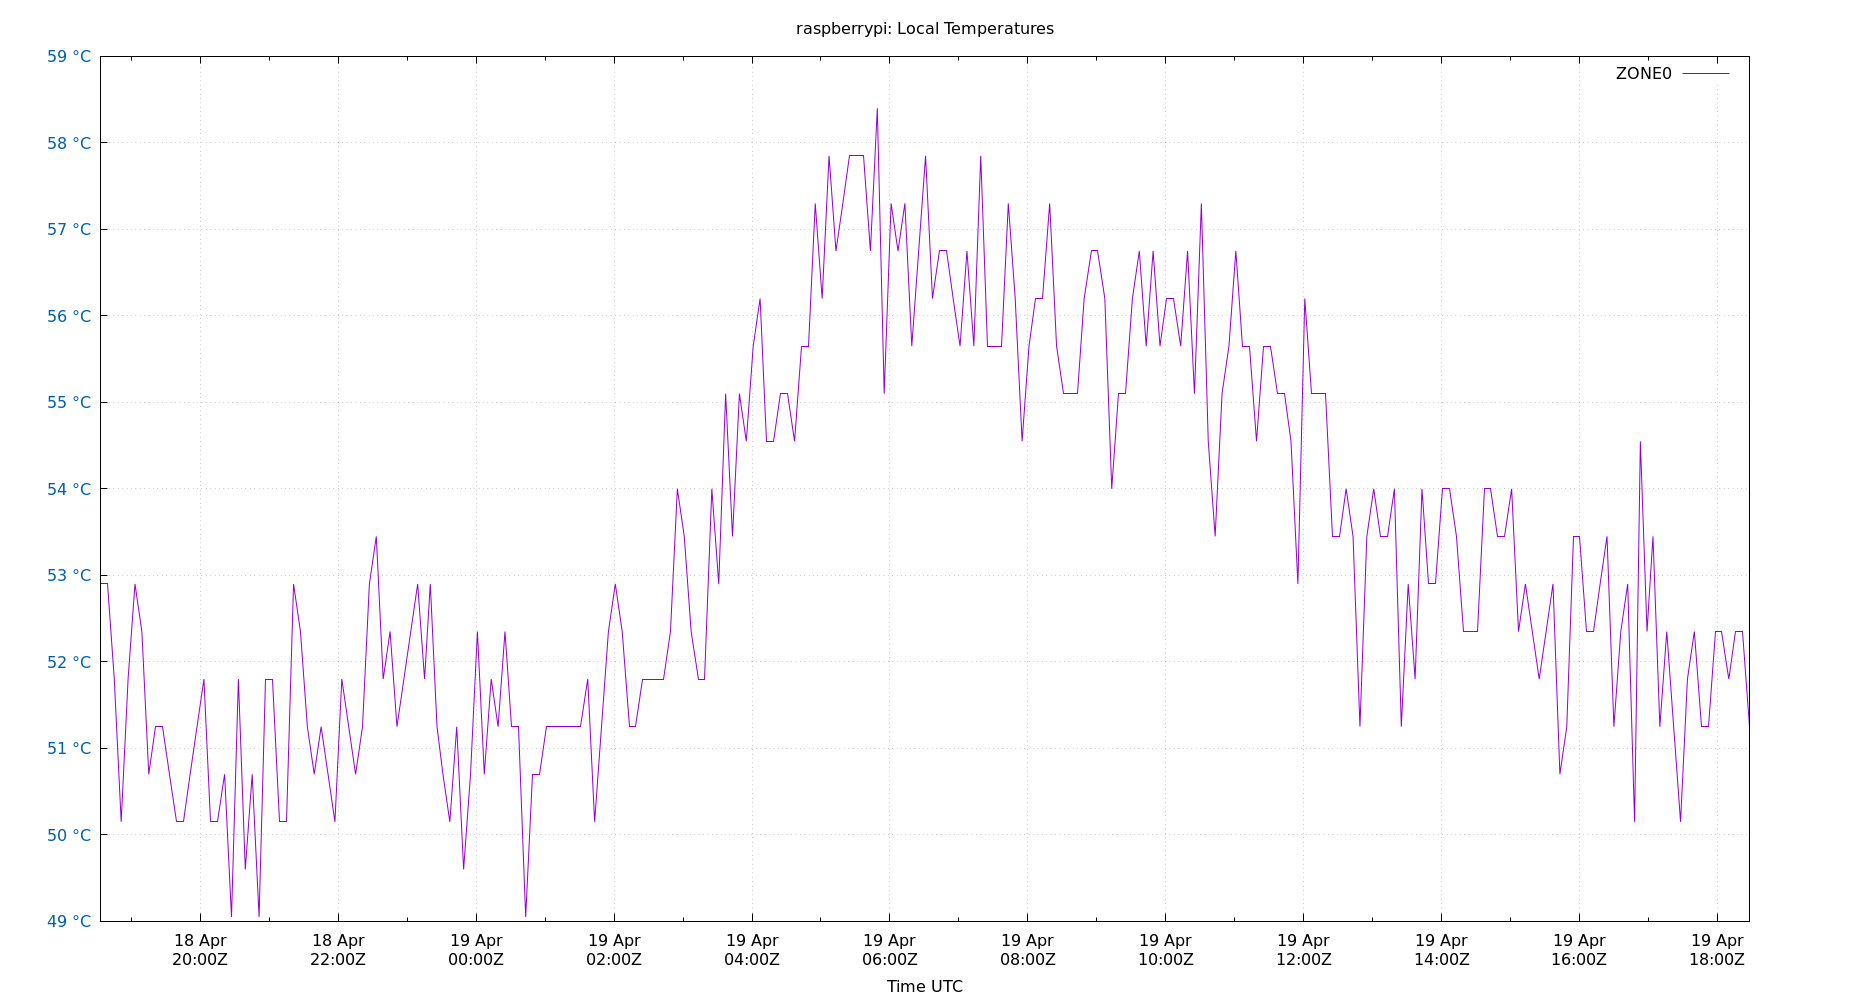 raspberrypi: Local Temperatures
ZONE0
59 °C
58 °C
57 °C
56 °C
55 °C
54 °C
53 °C
52 °C
51 °C
50 °C
49 °C
18 Apr 18 Apr 19 Apr 19 Apr 19 Apr 19 Apr 19 Apr 19 Apr 19 Apr 19 Apr 19 Apr 19 Apr
20:00Z 22:00Z 00:00Z 02:00Z 04:00Z 06:00Z 08:00Z 10:00Z 12:00Z 14:00Z 16:00Z 18:00Z
Time UTC